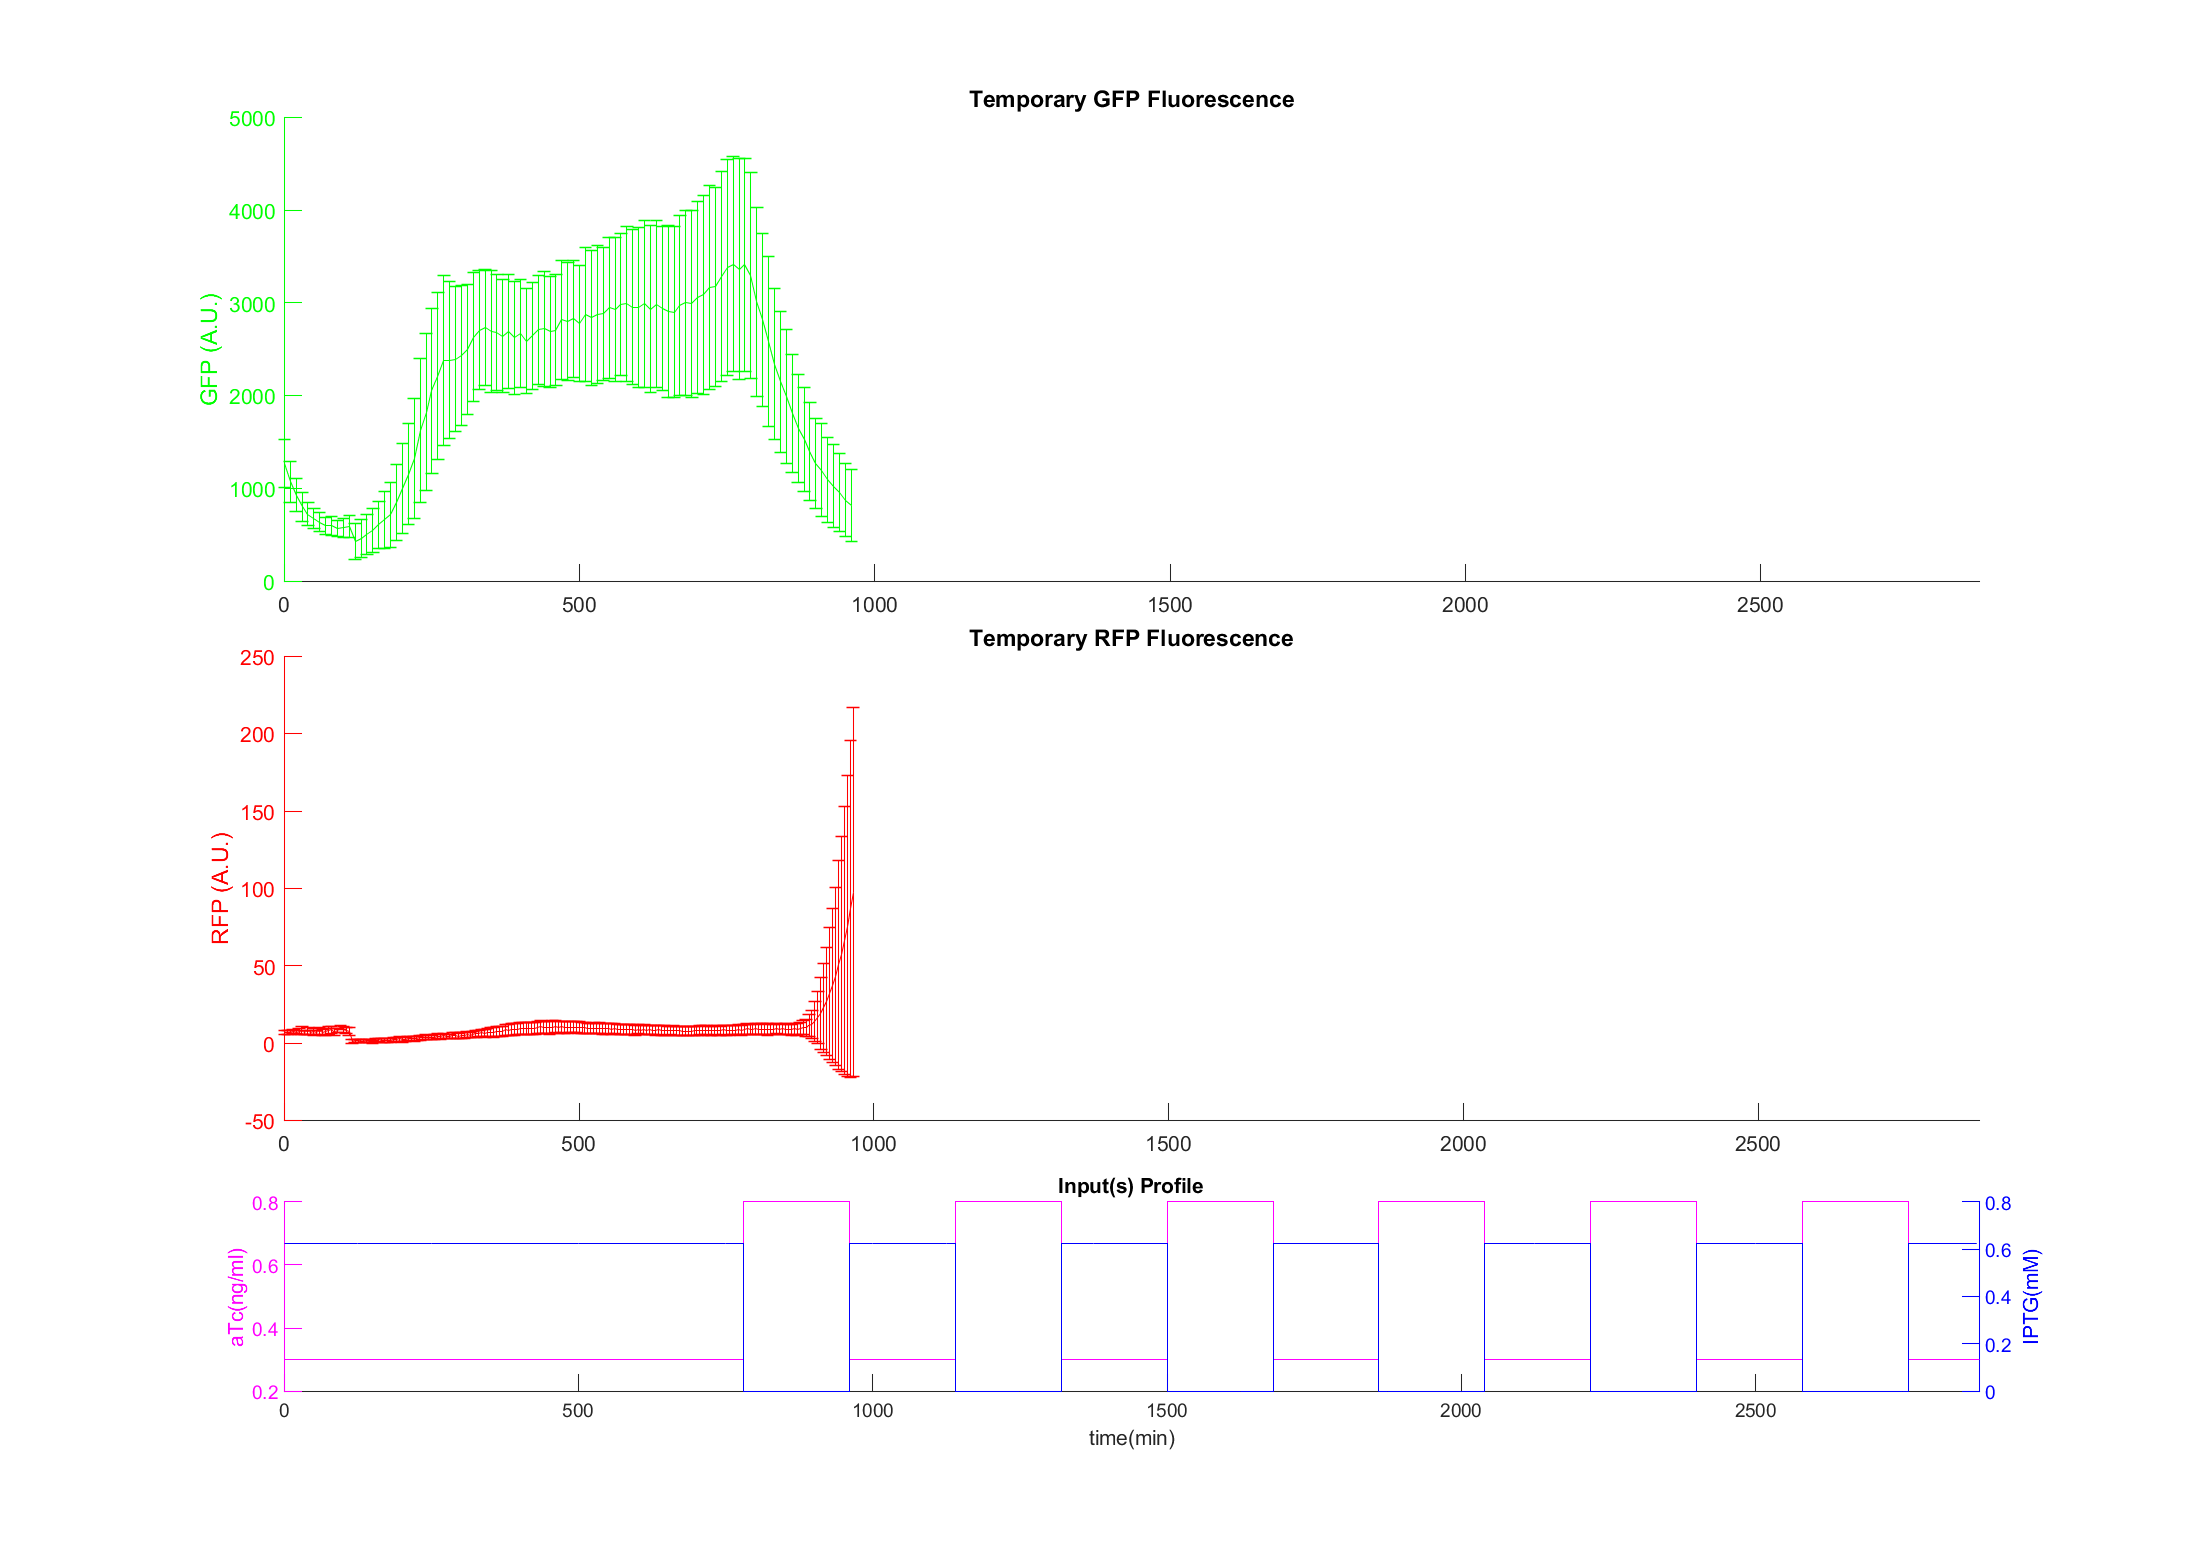 Temporary GFP Fluorescence
5000
4000
3000
2000
1000
0
GFP (A.U.)
0 500 1000 1500 2000 2500
Temporary RFP Fluorescence
250
200
150
100
50
0
-50
RFP (A.U.)
0 500 1000 1500 2000 2500
Input(s) Profile
0.8
0.6
0.4
0.2
aTc(ng/ml)
0.8
0.6
0.4
0.2
0
IPTG(mM)
0 500 1000 1500 2000 2500
time(min)